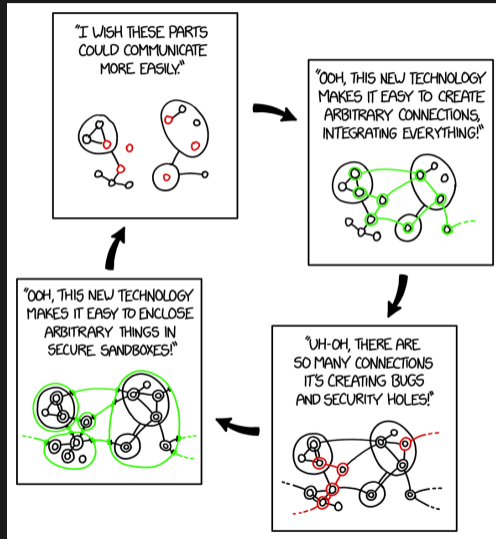 "I WISH THESE PARTS
COULD COMMUNICATE
MORE EASILY."
"OOH, THIS NEW TECHNOLOGY
MAKES IT EASY TO CREATE
ARBITRARY CONNECTIONS,
INTEGRATING EVERYTHING!"
"UH-OH, THERE ARE
SO MANY CONNECTIONS
IT'S CREATING BUGS
AND SECURITY HOLES!"
"OOH, THIS NEW TECHNOLOGY
MAKES IT EASY TO ENCLOSE
ARBITRARY THINGS IN
SECURE SANDBOXES!"